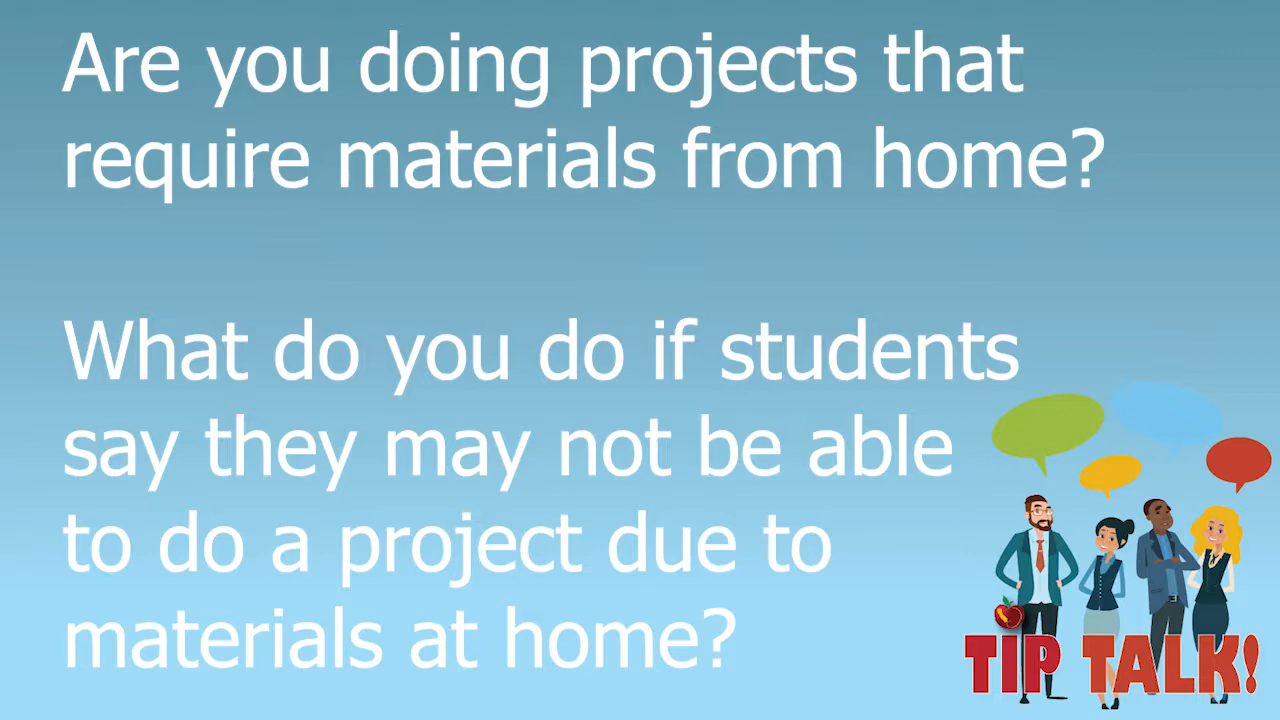 Are you doing projects that
require materials from home?
What do you do if students
say they may not be able
to do a project due to
materials at home?
TIP TALK!